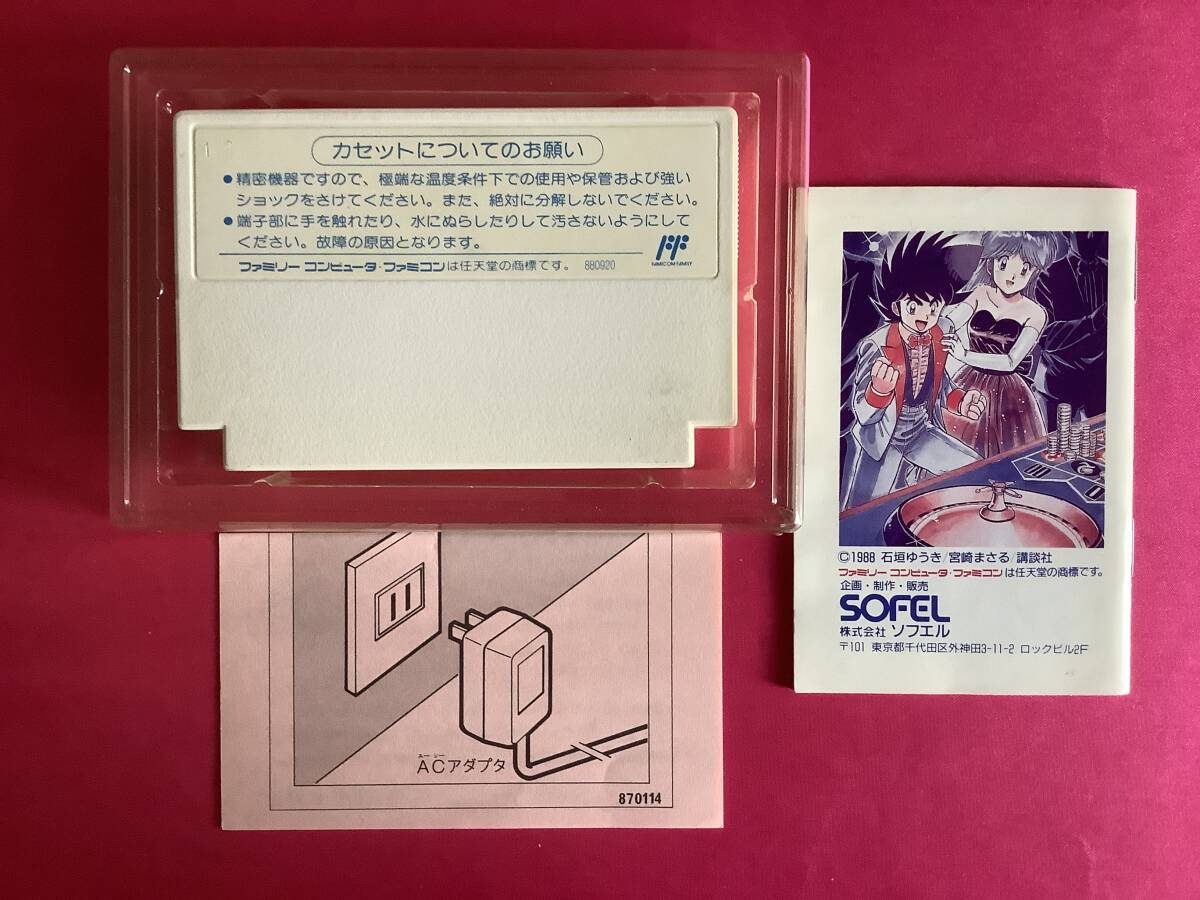 カセットについてのお願い
●精密機器ですので、極端な温度条件下での使用や保管および強い
ショックをさけてください。また、絶対に分解しないでください。
●端子部に手を触れたり、水にぬらしたりして汚さないようにして
ください。故障の原因となります。
FAMICOM FAMILY
ファミリー コンピュータ・ファミコンは任天堂の商標です。 880920
©1988 石垣ゆうき/宮崎まさる/講談社
ファミリー コンピュータ・ファミコンは任天堂の商標です。
企画・制作・販売
SOFEL
株式会社 ソフエル
〒101 東京都千代田区外神田3-11-2 ロックビル2F
エー シー
ACアダプタ
870114